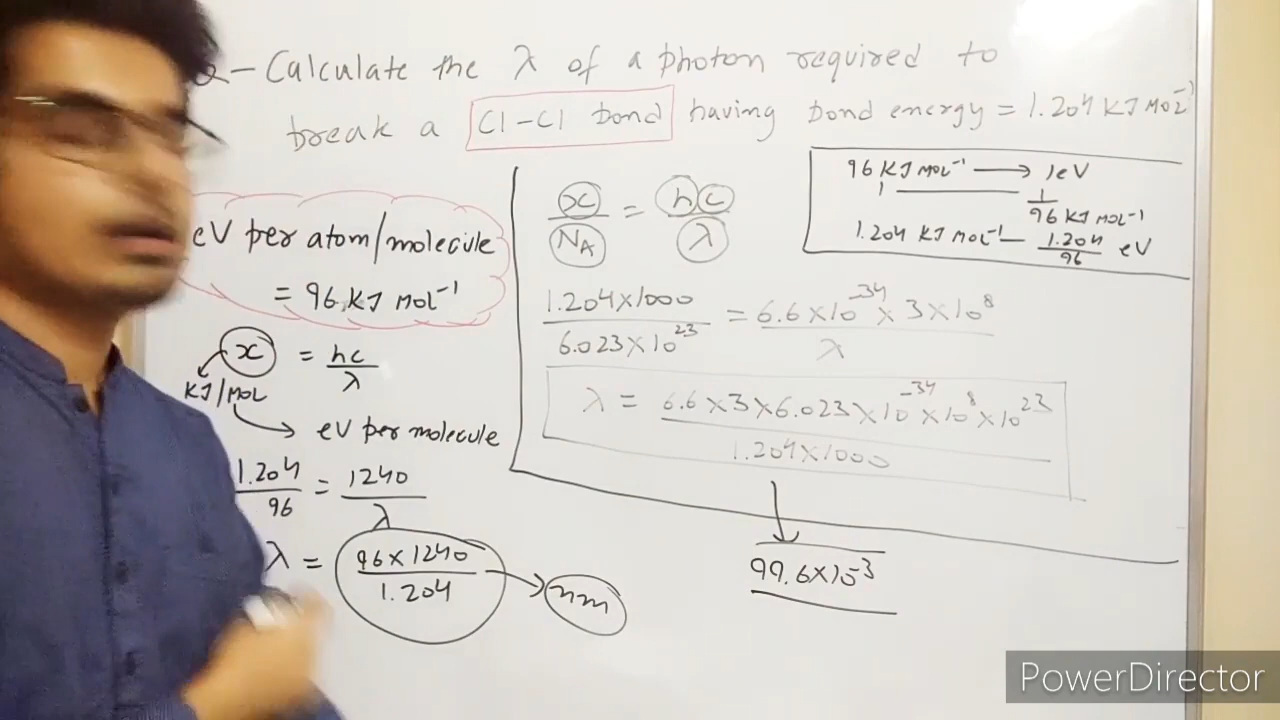 Q- Calculate the λ of a photon required to
break a Cl-Cl bond having bond energy = 1.204 KJ MOL⁻¹
eV per atom/molecule
= 96 KJ mol⁻¹
x = hc/λ
KJ/MOL
eV per molecule
1.204/96 = 1240/λ
λ = 96×1240/1.204
nm
x/N_A = hc/λ
1.204×1000/6.023×10²³ = 6.6×10⁻³⁴×3×10⁸/λ
λ = 6.6×3×6.023×10⁻³⁴×10⁸×10²³/1.204×1000
99.6×10⁻³
96 KJ MOL⁻¹ → 1eV
1 — 1/96 KJ MOL⁻¹
1.204 KJ MOL⁻¹ — 1.204/96 eV
PowerDirector